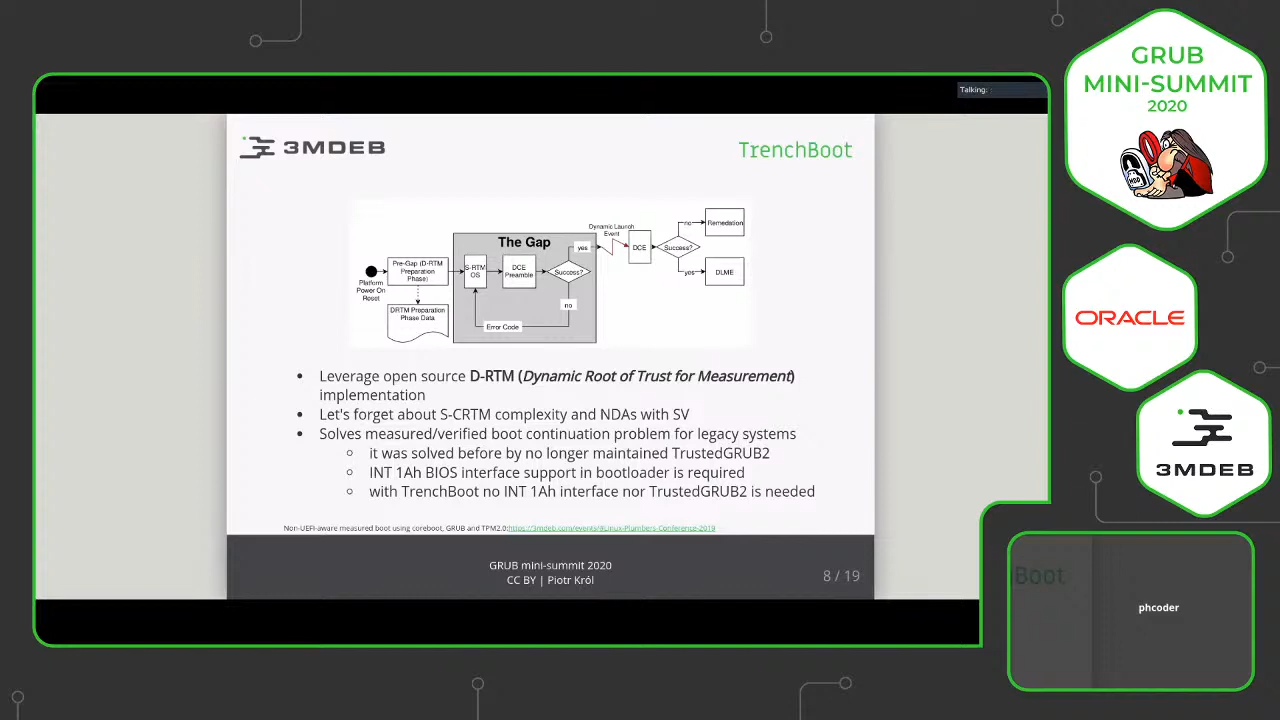 Talking:
GRUB
MINI-SUMMIT
2020
3MDEB
TrenchBoot
The Gap
Platform
Power On
Reset
Pre-Gap (D-RTM
Preparation
Phase)
DRTM Preparation
Phase Data
S-RTM
OS
DCE
Preamble
Success?
yes
no
Error Code
Dynamic Launch
Event
DCE
Success?
no
Remediation
yes
DLME
Leverage open source D-RTM (Dynamic Root of Trust for Measurement)
implementation
Let's forget about S-CRTM complexity and NDAs with SV
Solves measured/verified boot continuation problem for legacy systems
it was solved before by no longer maintained TrustedGRUB2
INT 1Ah BIOS interface support in bootloader is required
with TrenchBoot no INT 1Ah interface nor TrustedGRUB2 is needed
Non-UEFI-aware measured boot using coreboot, GRUB and TPM2.0:https://3mdeb.com/events/#Linux-Plumbers-Conference-2019
GRUB mini-summit 2020
CC BY | Piotr Król
8 / 19
ORACLE
3MDEB
Boot
phcoder